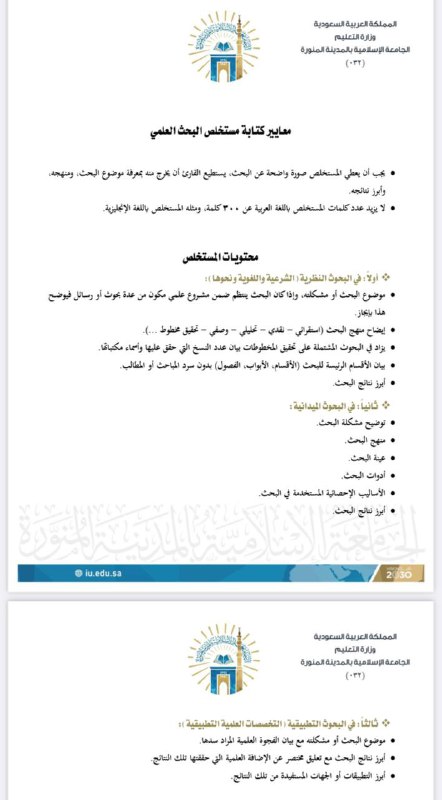 المملكة العربية السعودية
وزارة التعليم
الجامعة الإسلامية بالمدينة المنورة
(٠٣٢)
معايير كتابة مستخلص البحث العلمي
• يجب أن يعطي المستخلص صورة واضحة عن البحث، يستطيع القارئ أن يخرج منه بمعرفة موضوع البحث، ومنهجه،
وأبرز نتائجه.
• لا يزيد عدد كلمات المستخلص باللغة العربية عن ٣٠٠ كلمة، ومثله المستخلص باللغة الإنجليزية.
محتويات المستخلص
❖ أولاً: في البحوث النظرية (الشرعية واللغوية ونحوها):
• موضوع البحث أو مشكلته، وإذا كان البحث ينتظم ضمن مشروع علمي مكون من عدة بحوث أو رسائل فيوضح
هذا بإيجاز.
• إيضاح منهج البحث (استقرائي – نقدي – تحليلي – وصفي – تحقيق مخطوط ...).
• يزاد في البحوث المشتملة على تحقيق المخطوطات بيان عدد النسخ التي حقق عليها وأسماء مكتباتها.
• بيان الأقسام الرئيسة للبحث (الأقسام، الأبواب، الفصول) بدون سرد المباحث أو المطالب.
• أبرز نتائج البحث.
❖ ثانياً: في البحوث الميدانية:
• توضيح مشكلة البحث.
• منهج البحث.
• عينة البحث.
• أدوات البحث.
• الأساليب الإحصائية المستخدمة في البحث.
• أبرز نتائج البحث.
الجامعة الإسلامية بالمدينة المنورة
iu.edu.sa
2030
المملكة العربية السعودية
وزارة التعليم
الجامعة الإسلامية بالمدينة المنورة
(٠٣٢)
❖ ثالثاً: في البحوث التطبيقية (التخصصات العلمية التطبيقية):
• موضوع البحث أو مشكلته مع بيان الفجوة العلمية المراد سدها.
• أبرز نتائج البحث مع تعليق مختصر عن الإضافة العلمية التي حققتها تلك النتائج.
• أبرز التطبيقات أو الجهات المستفيدة من تلك النتائج.